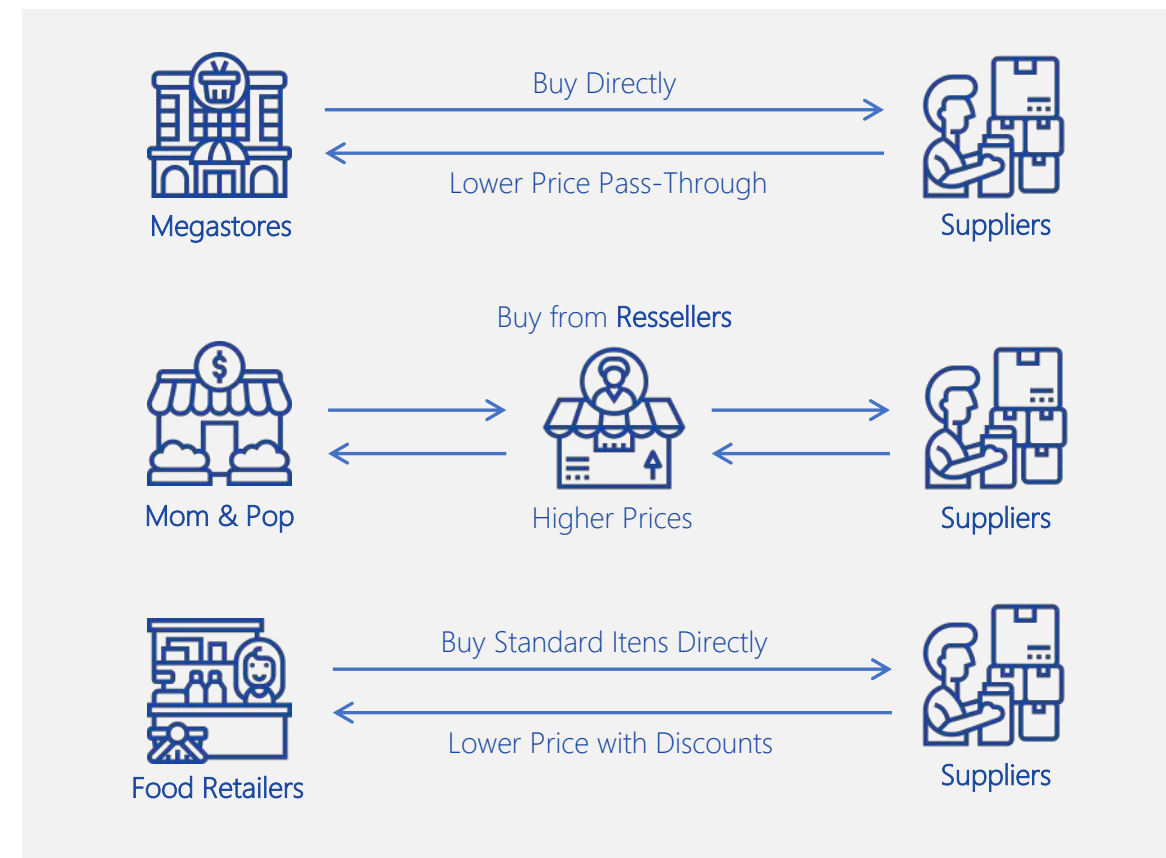 Buy Directly
Lower Price Pass-Through
Megastores
Suppliers
Buy from Ressellers
$
Mom & Pop
Higher Prices
Suppliers
Buy Standard Itens Directly
Lower Price with Discounts
Food Retailers
Suppliers